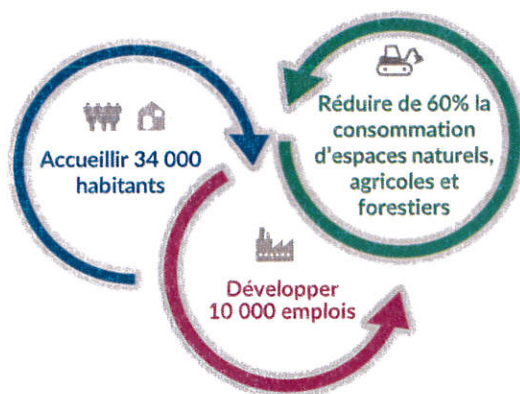 Accueillir 34 000
habitants
Réduire de 60% la
consommation
d'espaces naturels,
agricoles et
forestiers
Développer
10 000 emplois